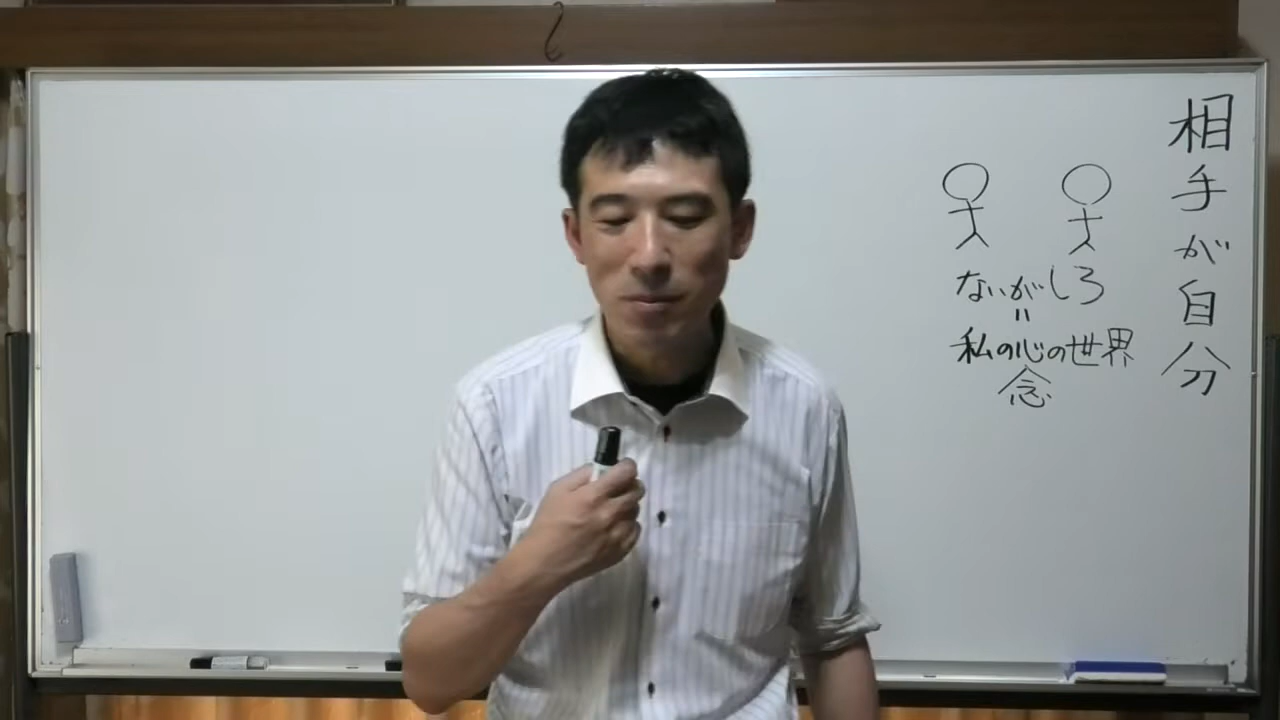 相手が自分
ないがしろ
=
私の心の世界
念